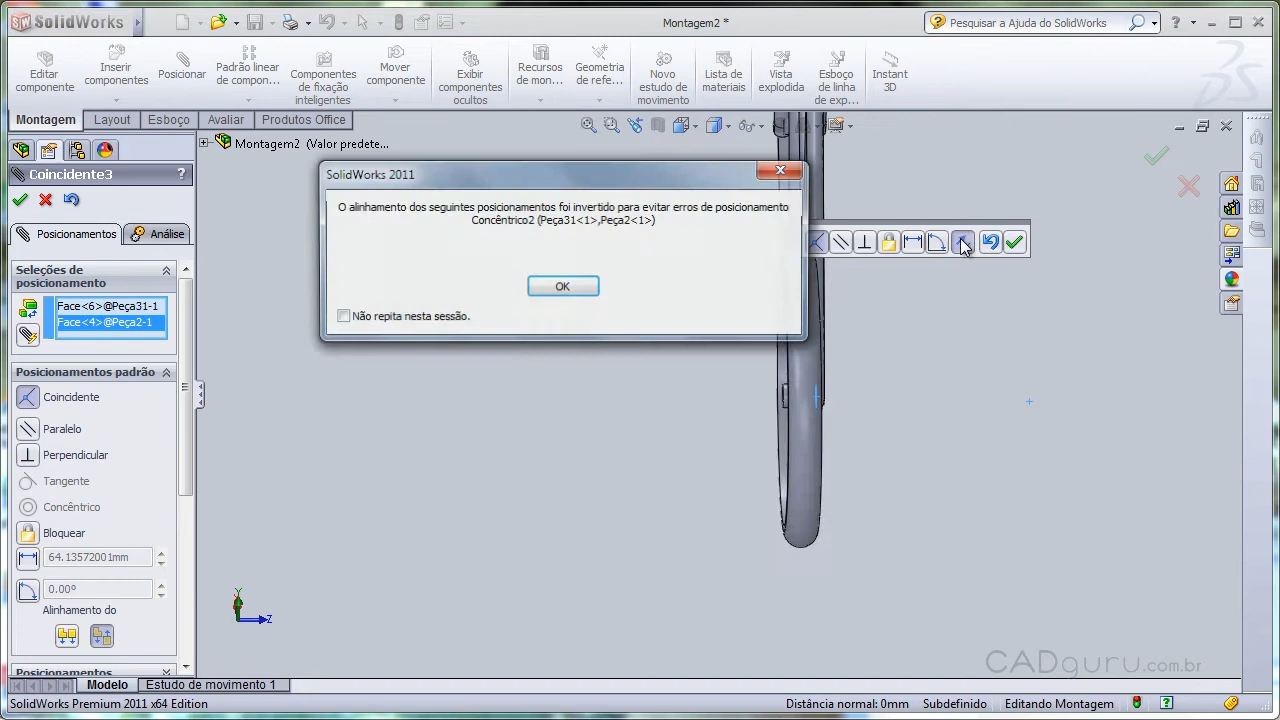 SolidWorks
Montagem2 *
Pesquisar a Ajuda do SolidWorks
Editar
componente
Inserir
componentes
Posicionar
Padrão linear
de compon...
Componentes
de fixação
inteligentes
Mover
componente
Exibir
componentes
ocultos
Recursos
de mon...
Geometria
de refe...
Novo
estudo de
movimento
Lista de
materiais
Vista
explodida
Esboço
de linha
de exp...
Instant
3D
Montagem
Layout
Esboço
Avaliar
Produtos Office
Montagem2 (Valor predete...
Coincidente3
?
Posicionamentos
Análise
Seleções de
posicionamento
Face<6>@Peça31-1
Face<4>@Peça2-1
Posicionamentos padrão
Coincidente
Paralelo
Perpendicular
Tangente
Concêntrico
Bloquear
64.13572001mm
0.00º
Alinhamento do
Posicionamentos
SolidWorks 2011
O alinhamento dos seguintes posicionamentos foi invertido para evitar erros de posicionamento
Concêntrico2 (Peça31<1>,Peça2<1>)
OK
Não repita nesta sessão.
Y
Z
CADguru.com.br
Modelo
Estudo de movimento 1
SolidWorks Premium 2011 x64 Edition
Distância normal: 0mm
Subdefinido
Editando Montagem